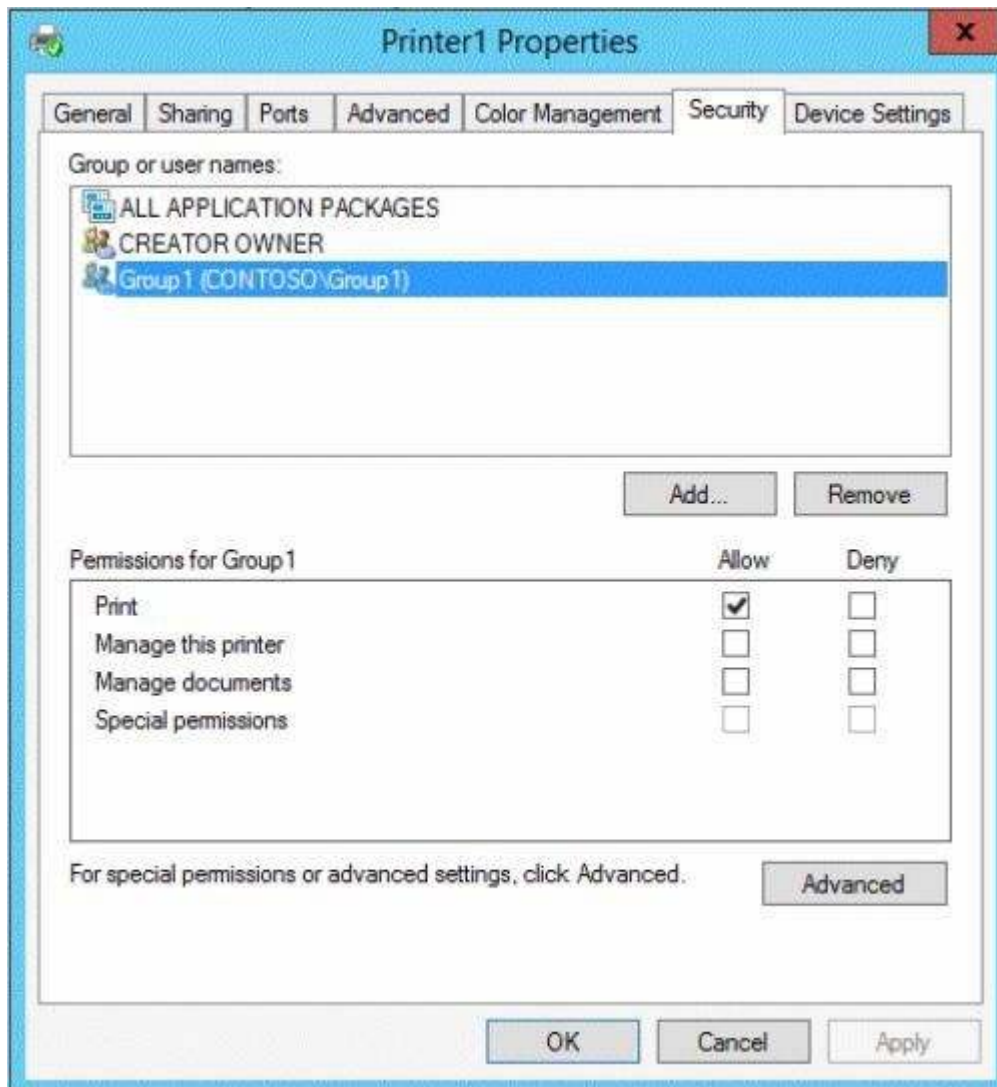 Printer1 Properties
x
General Sharing Ports Advanced Color Management Security Device Settings
Group or user names:
ALL APPLICATION PACKAGES
CREATOR OWNER
Group1 (CONTOSO\Group1)
Add... Remove
Permissions for Group1 Allow Deny
Print
Manage this printer
Manage documents
Special permissions
For special permissions or advanced settings, click Advanced. Advanced
OK Cancel Apply